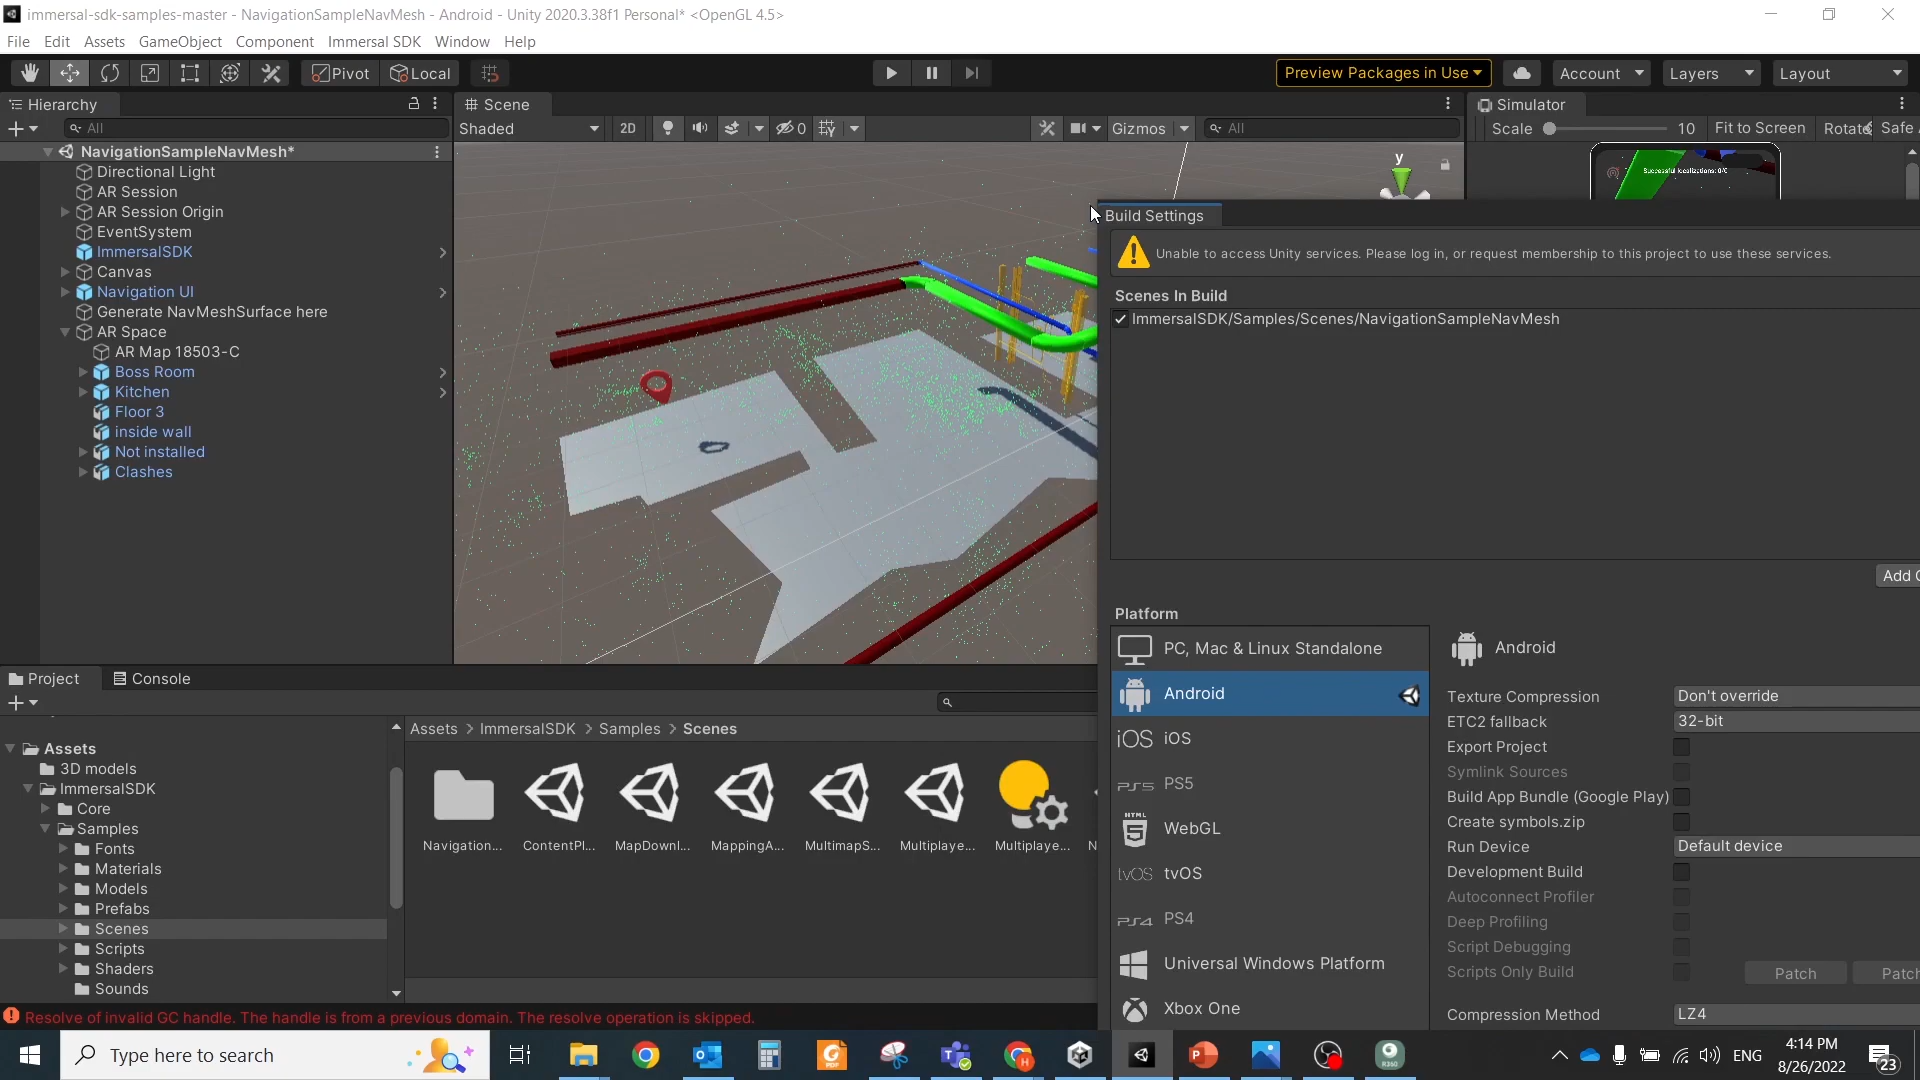 immersal-sdk-samples-master - NavigationSampleNavMesh - Android - Unity 2020.3.38f1 Personal* <OpenGL 4.5>
File Edit Assets GameObject Component Immersal SDK Window Help
Pivot Local Preview Packages in Use Account Layers Layout
Hierarchy
All
NavigationSampleNavMesh*
Directional Light
AR Session
AR Session Origin
EventSystem
ImmersalSDK
Canvas
Navigation UI
Generate NavMeshSurface here
AR Space
AR Map 18503-C
Boss Room
Kitchen
Floor 3
inside wall
Not installed
Clashes
Scene
Shaded 2D 0 Gizmos All
y
Simulator
Scale 10 Fit to Screen Rotate Safe
Successful localizations: 0/0
Build Settings
Unable to access Unity services. Please log in, or request membership to this project to use these services.
Scenes In Build
ImmersalSDK/Samples/Scenes/NavigationSampleNavMesh
Add
Platform
PC, Mac & Linux Standalone
Android
iOS iOS
PS5 PS5
HTML 5 WebGL
tvOS tvOS
PS4 PS4
Universal Windows Platform
Xbox One
Android
Texture Compression Don't override
ETC2 fallback 32-bit
Export Project
Symlink Sources
Build App Bundle (Google Play)
Create symbols.zip
Run Device Default device
Development Build
Autoconnect Profiler
Deep Profiling
Script Debugging
Scripts Only Build Patch Patch
Compression Method LZ4
Project Console
Assets
3D models
ImmersalSDK
Core
Samples
Fonts
Materials
Models
Prefabs
Scenes
Scripts
Shaders
Sounds
Assets > ImmersalSDK > Samples > Scenes
Navigation... ContentPl... MapDownl... MappingA... MultimapS... Multiplaye... Multiplaye... N
Resolve of invalid GC handle. The handle is from a previous domain. The resolve operation is skipped.
Type here to search
ENG
4:14 PM
8/26/2022
23